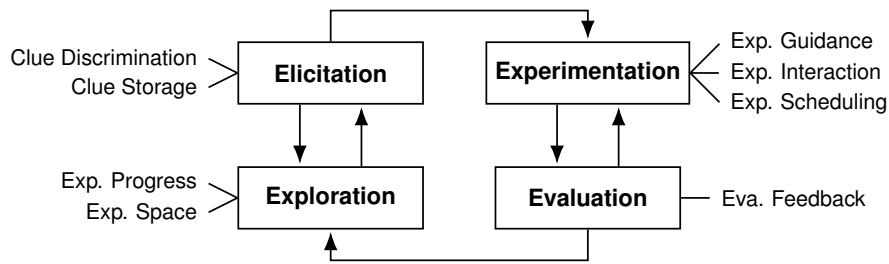 Clue Discrimination
Clue Storage
Elicitation
Experimentation
Exp. Guidance
Exp. Interaction
Exp. Scheduling
Exp. Progress
Exp. Space
Exploration
Evaluation
Eva. Feedback